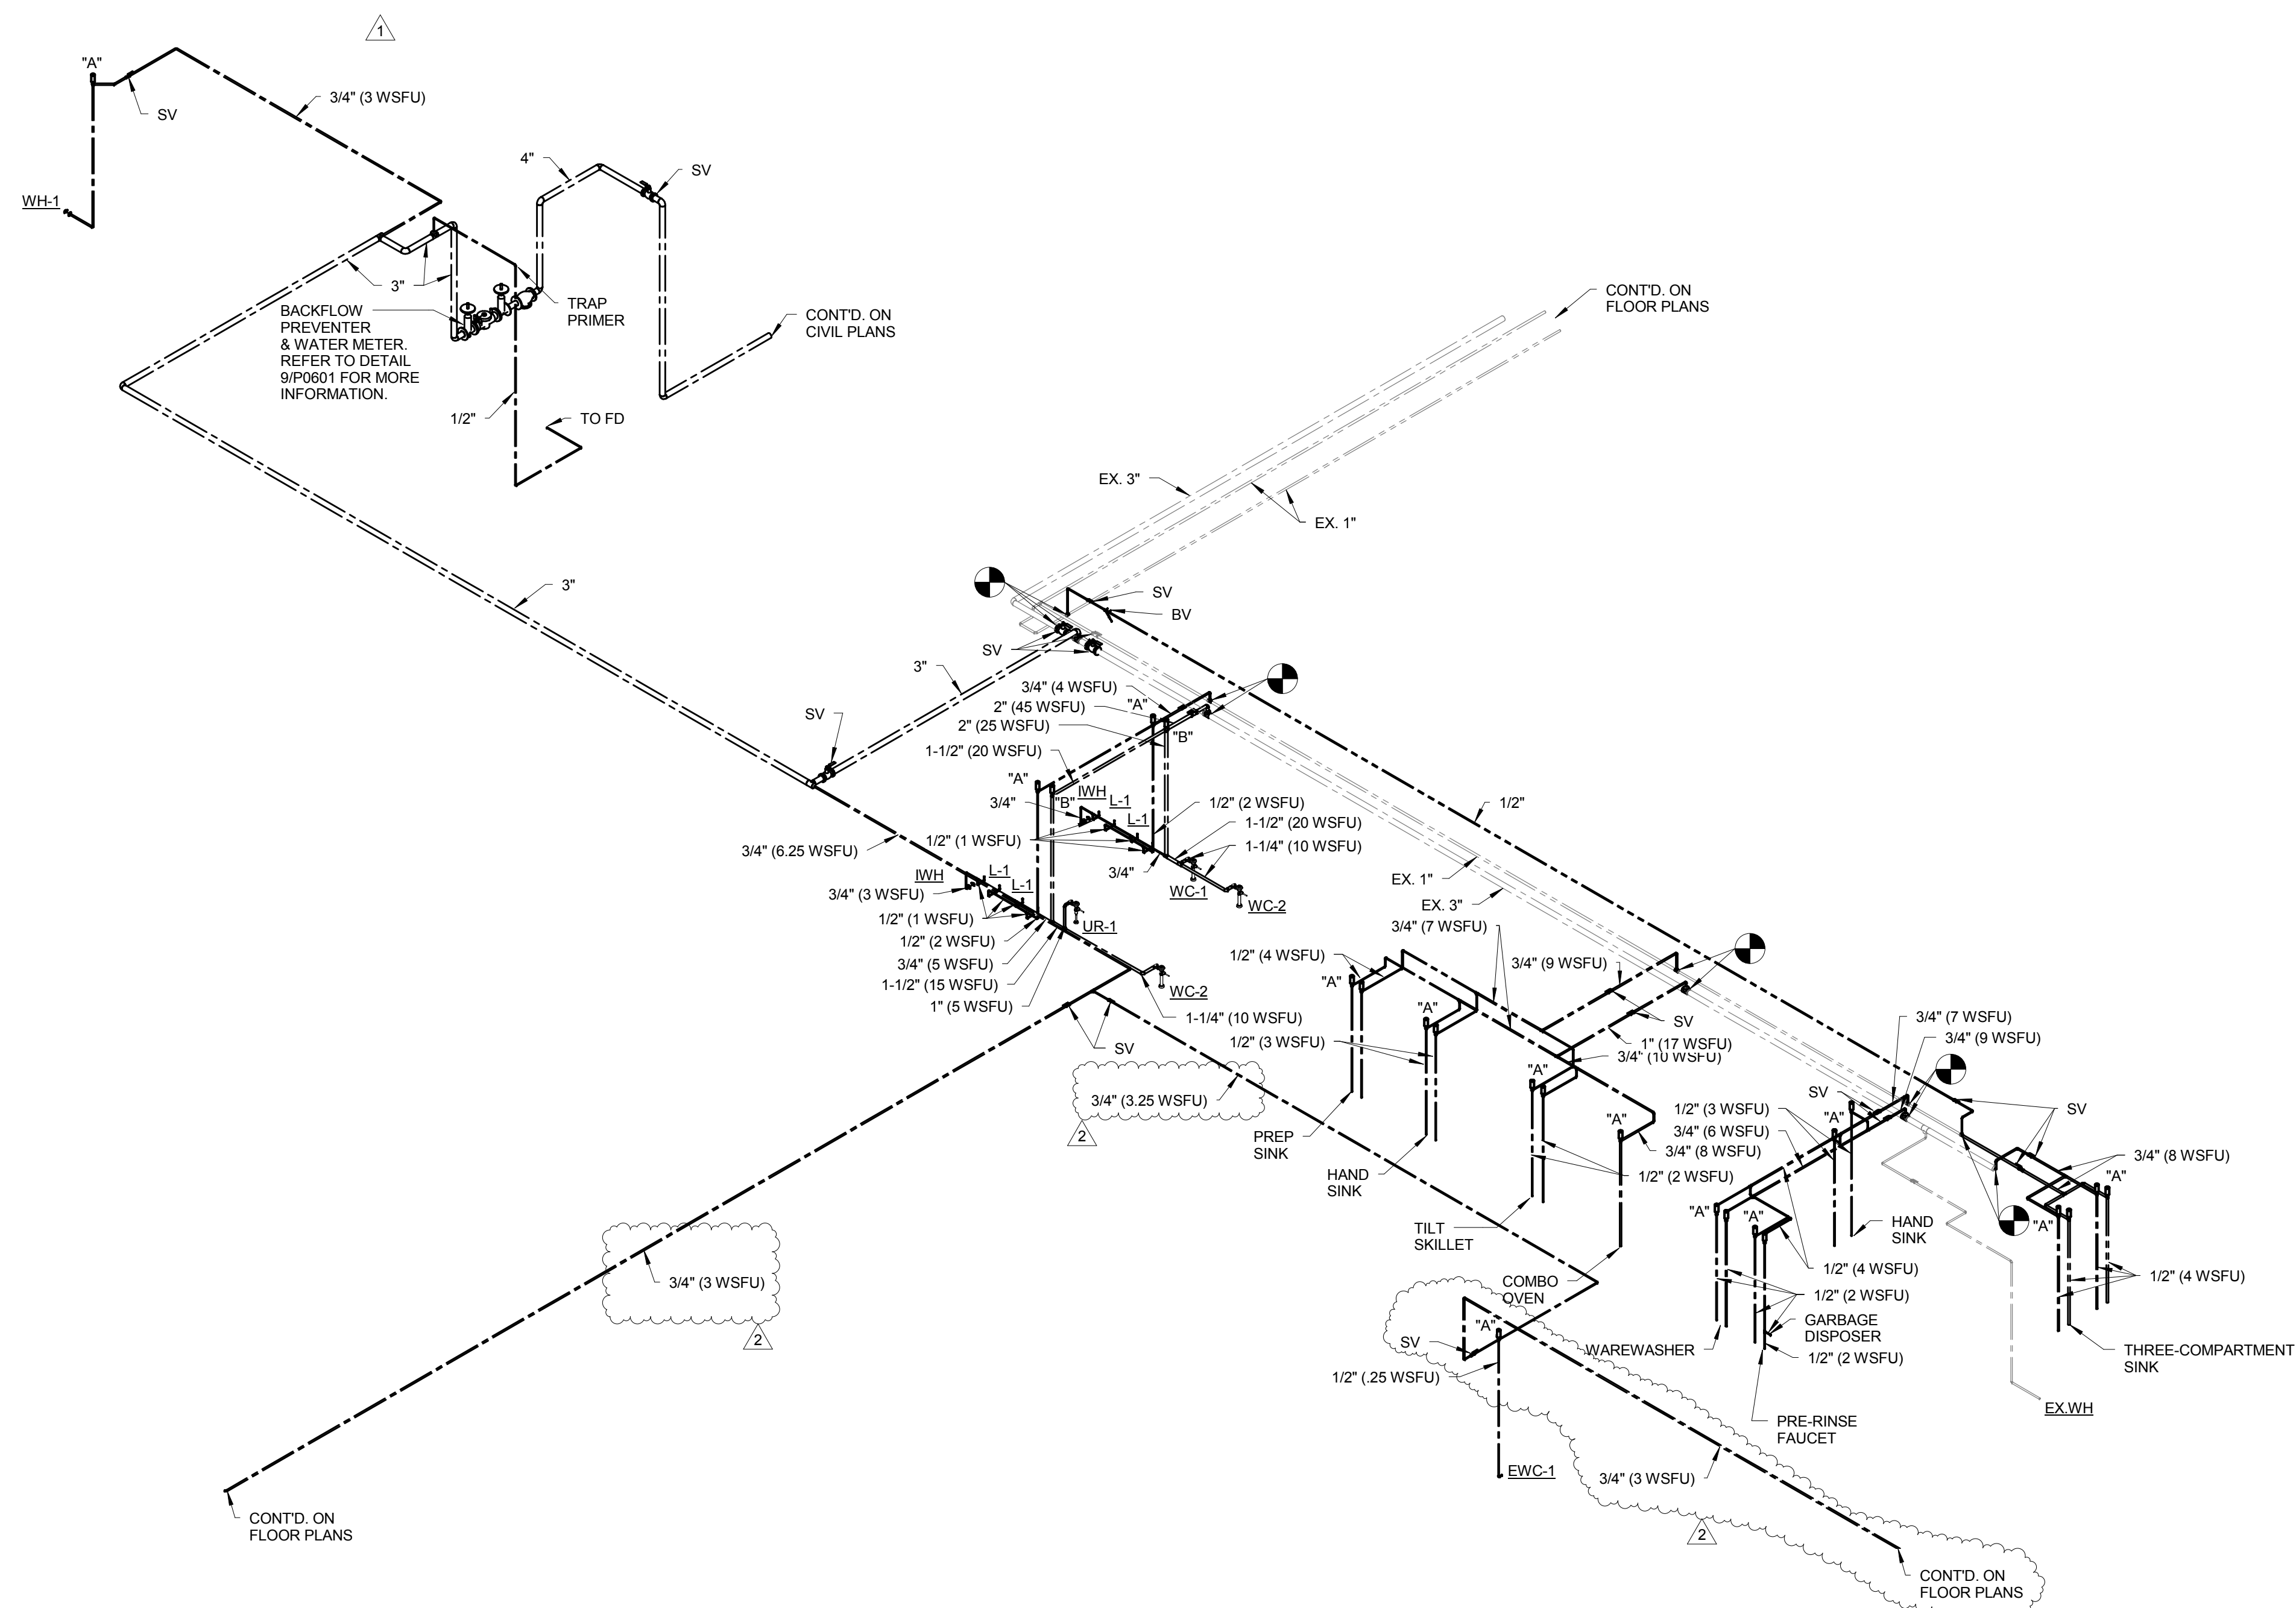 1
"A"
SV
3/4" (3 WSFU)
WH-1
4"
SV
3"
TRAP
PRIMER
BACKFLOW
PREVENTER
& WATER METER.
REFER TO DETAIL
9/P0601 FOR MORE
INFORMATION.
CONT'D. ON
CIVIL PLANS
1/2"
TO FD
CONT'D. ON
FLOOR PLANS
EX. 3"
EX. 1"
3"
SV
BV
SV
3"
SV
3/4" (4 WSFU)
2" (45 WSFU)
"A"
2" (25 WSFU)
"B"
1-1/2" (20 WSFU)
"A"
IWH
3/4"
"B"
L-1
L-1
1/2" (2 WSFU)
1-1/2" (20 WSFU)
1/2" (1 WSFU)
1-1/4" (10 WSFU)
3/4"
WC-1
WC-2
1/2"
3/4" (6.25 WSFU)
IWH
L-1
3/4" (3 WSFU)
L-1
1/2" (1 WSFU)
UR-1
1/2" (2 WSFU)
3/4" (5 WSFU)
1-1/2" (15 WSFU)
1" (5 WSFU)
WC-2
1-1/4" (10 WSFU)
SV
EX. 1"
EX. 3"
3/4" (7 WSFU)
1/2" (4 WSFU)
3/4" (9 WSFU)
"A"
"A"
SV
1" (17 WSFU)
3/4" (10 WSFU)
1/2" (3 WSFU)
"A"
3/4" (7 WSFU)
3/4" (9 WSFU)
3/4" (3.25 WSFU)
2
PREP
SINK
HAND
SINK
"A"
3/4" (8 WSFU)
1/2" (2 WSFU)
TILT
SKILLET
COMBO
OVEN
SV
1/2" (3 WSFU)
"A"
3/4" (6 WSFU)
SV
3/4" (8 WSFU)
"A"
"A"
"A"
"A"
HAND
SINK
1/2" (4 WSFU)
1/2" (4 WSFU)
1/2" (2 WSFU)
GARBAGE
DISPOSER
1/2" (2 WSFU)
WAREWASHER
THREE-COMPARTMENT
SINK
PRE-RINSE
FAUCET
EX.WH
3/4" (3 WSFU)
2
"A"
SV
1/2" (.25 WSFU)
EWC-1
3/4" (3 WSFU)
2
CONT'D. ON
FLOOR PLANS
CONT'D. ON
FLOOR PLANS